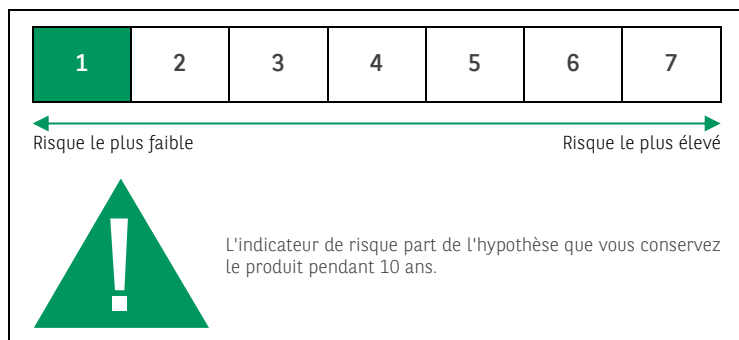 1 2 3 4 5 6 7
Risque le plus faible Risque le plus élevé
!
L'indicateur de risque part de l'hypothèse que vous conservez
le produit pendant 10 ans.